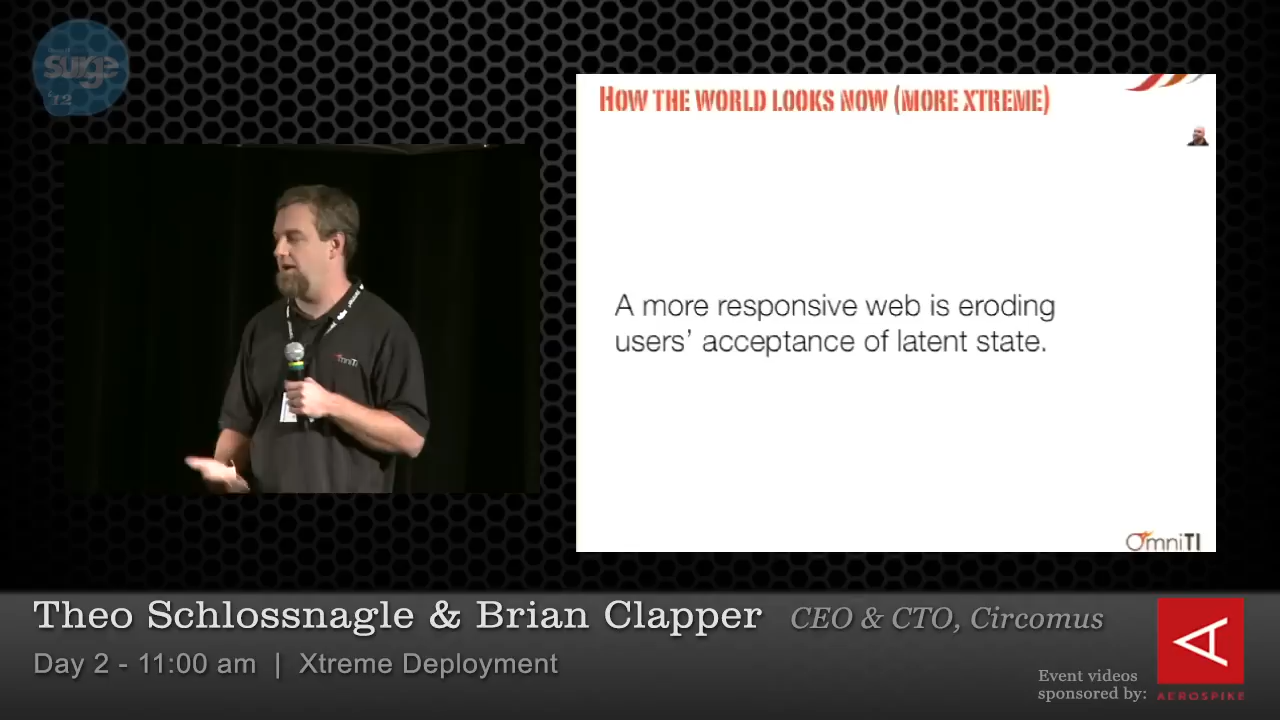 surge
'12
HOW THE WORLD LOOKS NOW (MORE XTREME)
A more responsive web is eroding
users' acceptance of latent state.
OmniTI
OmniTI
Theo Schlossnagle & Brian Clapper CEO & CTO, Circomus
Day 2 - 11:00 am | Xtreme Deployment
Event videos
sponsored by:
AEROSPIKE